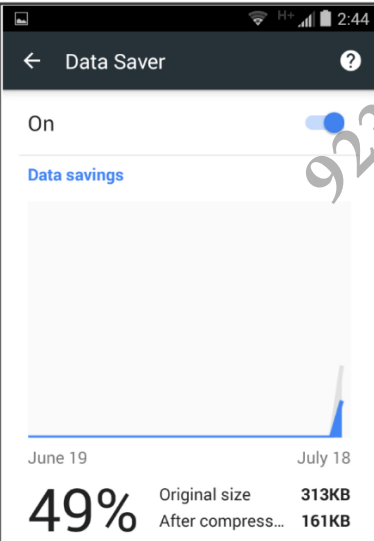 H+ 2:44
Data Saver
On
Data savings
June 19 July 18
49%
Original size 313KB
After compress... 161KB